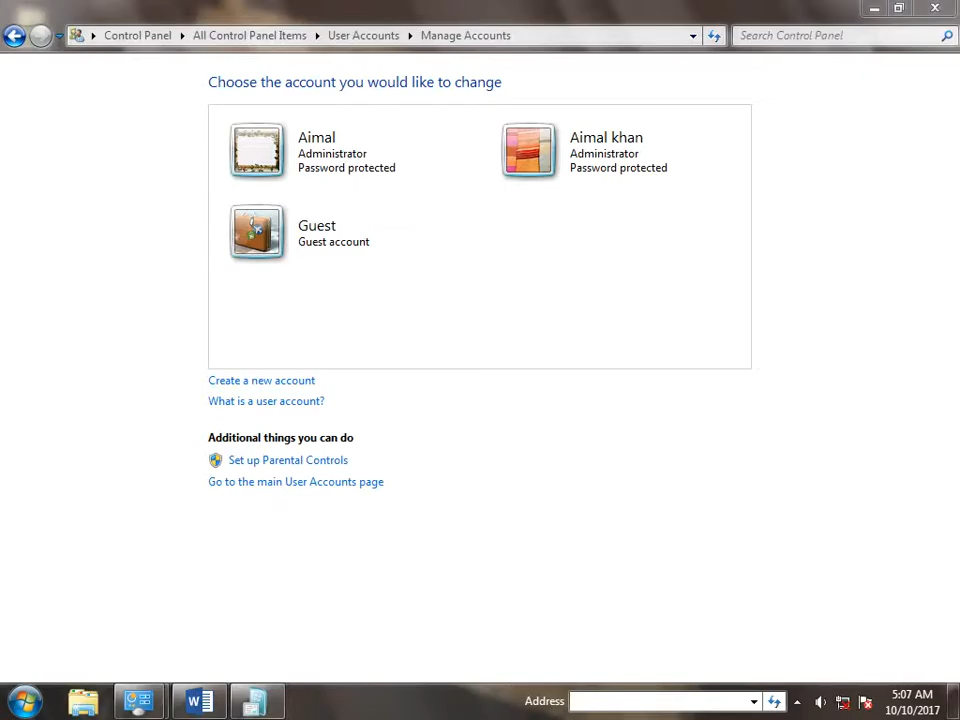 Control Panel
All Control Panel Items
User Accounts
Manage Accounts
Search Control Panel
Choose the account you would like to change
Aimal
Administrator
Password protected
Aimal khan
Administrator
Password protected
Guest
Guest account
Create a new account
What is a user account?
Additional things you can do
Set up Parental Controls
Go to the main User Accounts page
Address
5:07 AM
10/10/2017